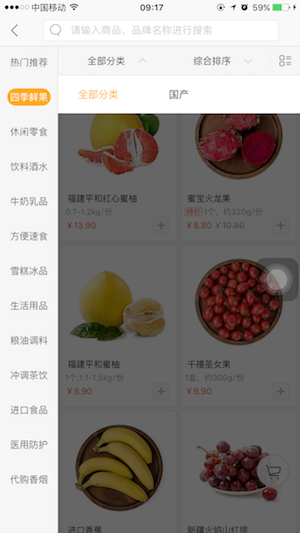 中国移动
09:17
59%
请输入商品、品牌名称进行搜索
热门推荐
全部分类
综合排序
四季鲜果
全部分类
国产
休闲零食
饮料酒水
牛奶乳品
方便速食
雪糕冰品
生活用品
粮油调料
冲调茶饮
进口食品
医用防护
代购香烟
福建平和红心蜜柚
0.7-1.2kg/份
¥13.90
蜜宝火龙果
特价 1个，约320g/份
¥8.80 ¥10.80
福建平和蜜柚
1个,1.1-1.5kg/份
¥8.90
千禧圣女果
1盒，约300g/份
¥6.90
进口香蕉
新疆火焰山红提